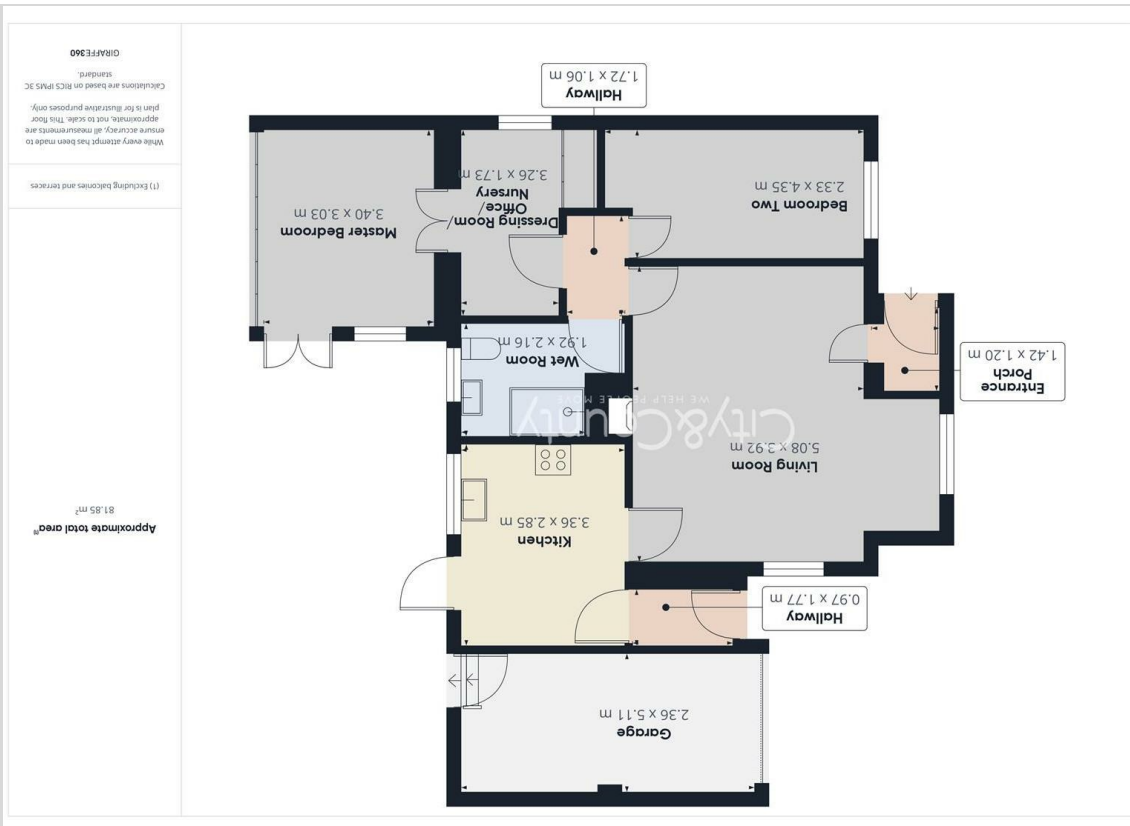 Garage
2.36 x 5.11 m
Hallway
0.97 x 1.77 m
Kitchen
3.36 x 2.85 m
Living Room
5.08 x 3.92 m
City&County
WE HELP PEOPLE MOVE
Entrance
Porch
1.42 x 1.20 m
Wet Room
1.92 x 2.16 m
Master Bedroom
3.40 x 3.03 m
Dressing Room/
Office/
Nursery
3.26 x 1.73 m
Bedroom Two
2.33 x 4.35 m
Hallway
1.72 x 1.06 m
Approximate total area(1)
81.85 m²
(1) Excluding balconies and terraces
While every attempt has been made to
ensure accuracy, all measurements are
approximate, not to scale. This floor
plan is for illustrative purposes only.
Calculations are based on RICS IPMS 3C
standard.
GIRAFFE360